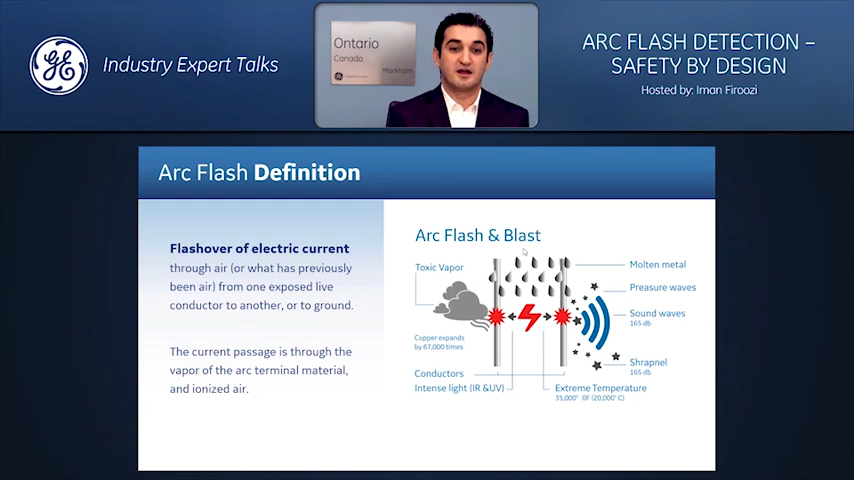 GE
Industry Expert Talks
Ontario
Canada
Markham
ARC FLASH DETECTION –
SAFETY BY DESIGN
Hosted by: Iman Firoozi
Arc Flash Definition
Flashover of electric current
through air (or what has previously
been air) from one exposed live
conductor to another, or to ground.
The current passage is through the
vapor of the arc terminal material,
and ionized air.
Arc Flash & Blast
Toxic Vapor
Copper expands
by 67,000 times
Conductors
Intense light (IR &UV)
Molten metal
Preasure waves
Sound waves
165 db
Shrapnel
165 db
Extreme Temperature
35,000° OF (20,000° C)